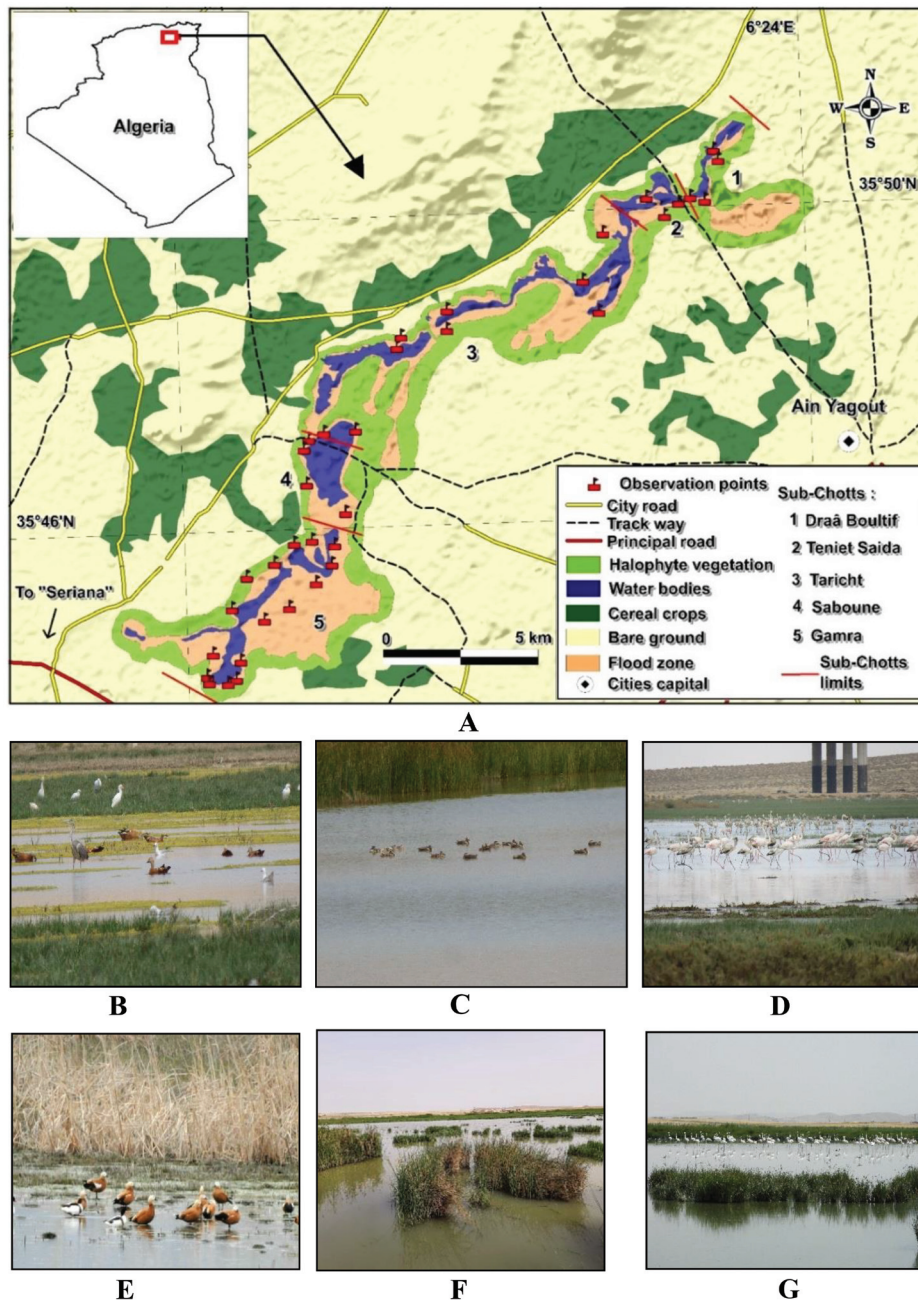 Algeria
6°24'E
N
W E
S
35°50'N
1
2
3
Ain Yagout
4
35°46'N
To "Seriana"
5
0 5 km
Observation points
City road
Track way
Principal road
Halophyte vegetation
Water bodies
Cereal crops
Bare ground
Flood zone
Cities capital
Sub-Chotts :
1 Draâ Boultif
2 Teniet Saida
3 Taricht
4 Saboune
5 Gamra
Sub-Chotts
limits
A
B
C
D
E
F
G